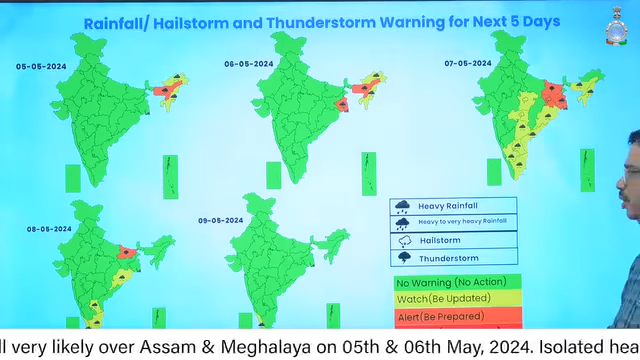 Rainfall/ Hailstorm and Thunderstorm Warning for Next 5 Days
05-05-2024
06-05-2024
07-05-2024
08-05-2024
09-05-2024
Heavy Rainfall
Heavy to very heavy Rainfall
Hailstorm
Thunderstorm
No Warning (No Action)
Watch(Be Updated)
Alert(Be Prepared)
ll very likely over Assam & Meghalaya on 05th & 06th May, 2024. Isolated hea